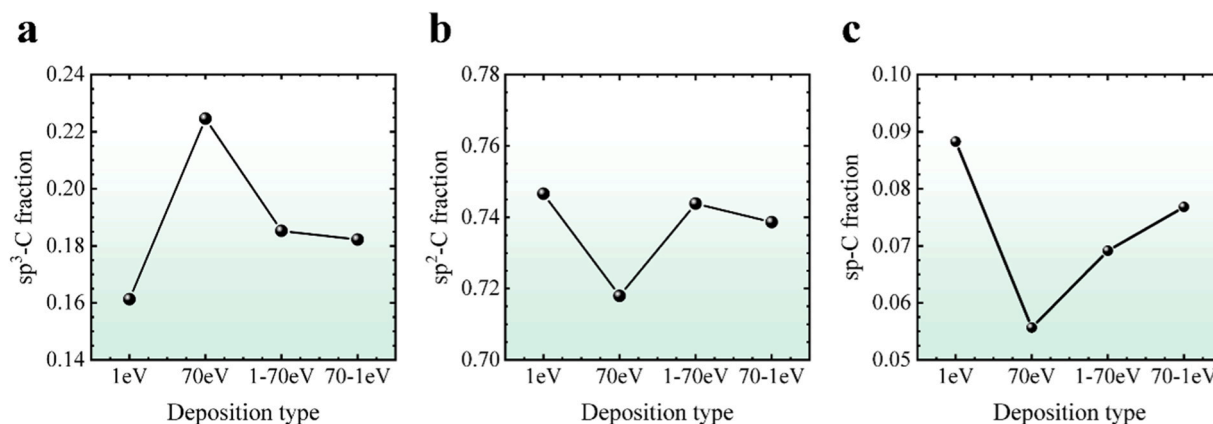 a
0.24
0.22
0.20
0.18
0.16
0.14
sp³-C fraction
1eV 70eV 1-70eV 70-1eV
Deposition type
b
0.78
0.76
0.74
0.72
0.70
sp²-C fraction
1eV 70eV 1-70eV 70-1eV
Deposition type
c
0.10
0.09
0.08
0.07
0.06
0.05
sp-C fraction
1eV 70eV 1-70eV 70-1eV
Deposition type